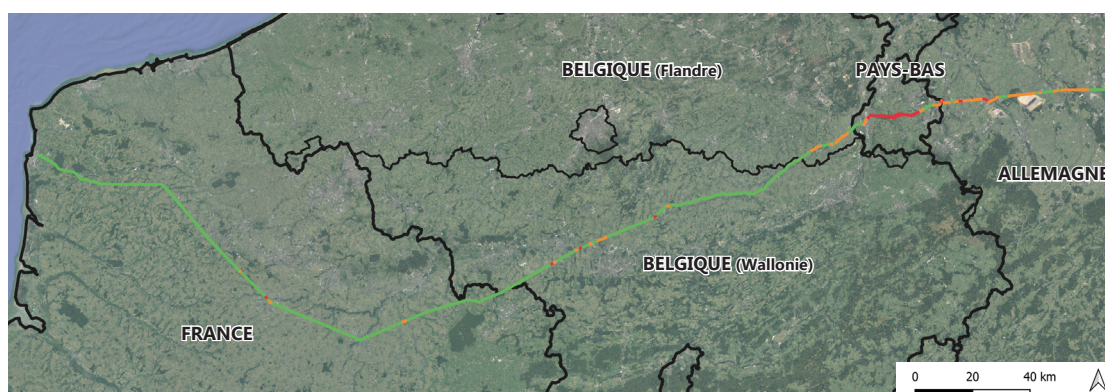 BELGIQUE (Flandre)
PAYS-BAS
ALLEMAGNE
BELGIQUE (Wallonie)
FRANCE
0 20 40 km